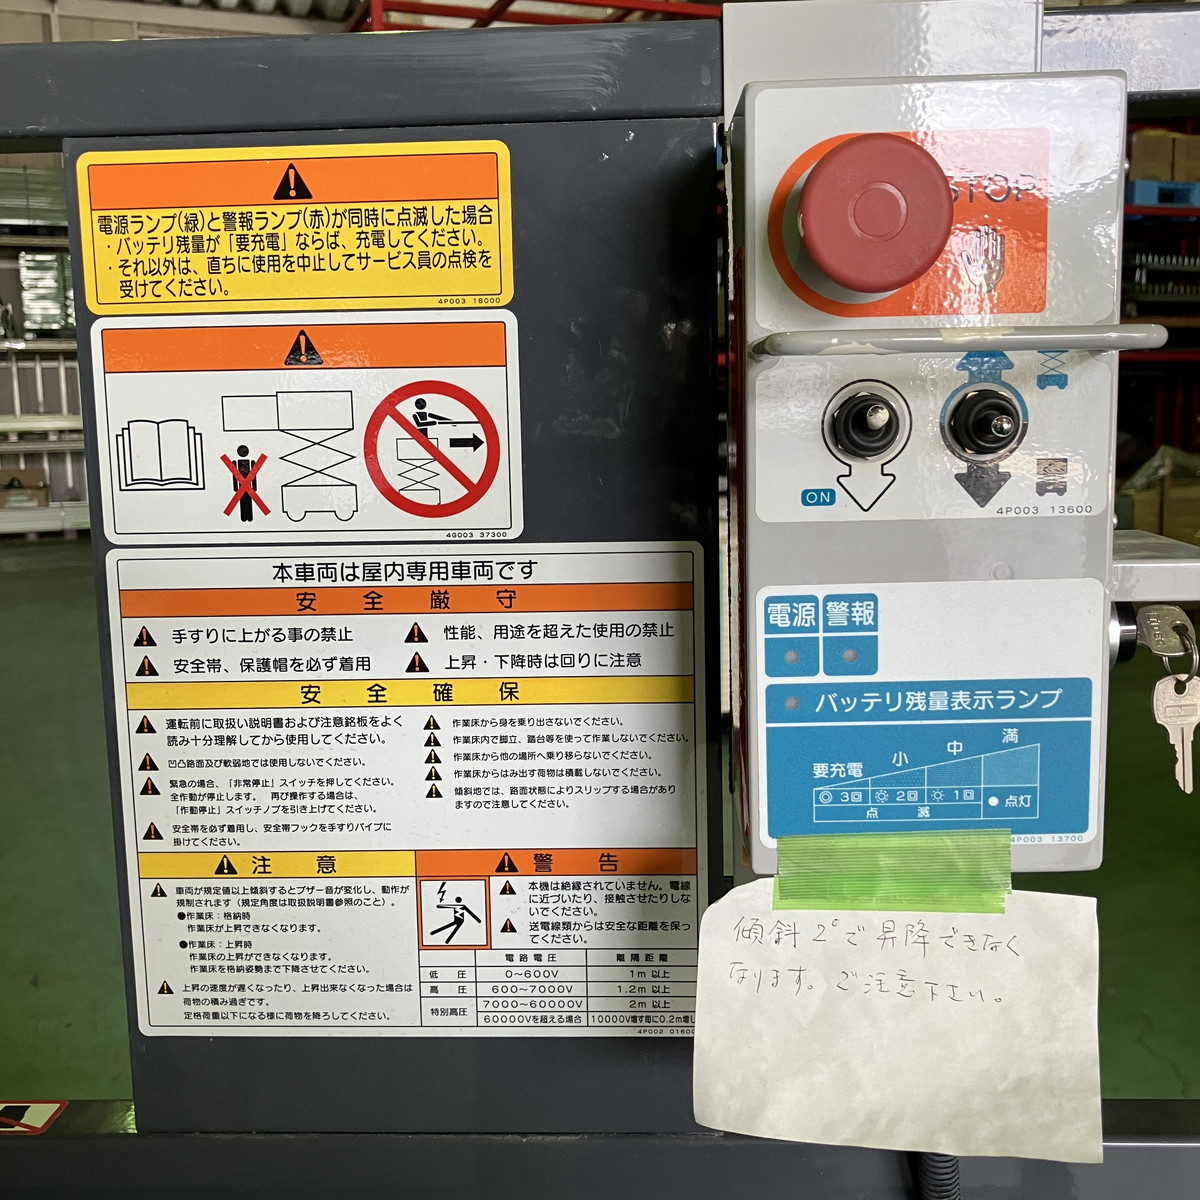 電源ランプ(緑)と警報ランプ(赤)が同時に点滅した場合
・バッテリ残量が「要充電」ならば、充電してください。
・それ以外は、直ちに使用を中止してサービス員の点検を
受けてください。
4P003 18000
4G003 37300
本車両は屋内専用車両です
安全厳守
手すりに上がる事の禁止
性能、用途を超えた使用の禁止
安全帯、保護帽を必ず着用
上昇・下降時は回りに注意
安全確保
運転前に取扱い説明書および注意銘板をよく
読み十分理解してから使用してください。
凹凸路面及び軟弱地では使用しないでください。
緊急の場合、「非常停止」スイッチを押してください。
全作動が停止します。 再び操作する場合は、
「作動停止」スイッチノブを引き上げてください。
安全帯を必ず着用し、安全帯フックを手すりパイプに
掛けてください。
作業床から身を乗り出さないでください。
作業床内で脚立、踏台等を使って作業しないでください。
作業床から他の場所へ乗り移らないでください。
作業床からはみ出す荷物は積載しないでください。
傾斜地では、路面状態によりスリップする場合があり
ますので注意してください。
注意
車両が規定値以上傾斜するとブザー音が変化し、動作が
規制されます(規定角度は取扱説明書参照のこと)。
●作業床:格納時
作業床が上昇できなくなります。
●作業床:上昇時
作業床の上昇ができなくなります。
作業床を格納姿勢まで下降させてください。
上昇の速度が遅くなったり、上昇出来なくなった場合は
荷物の積み過ぎです。
定格荷重以下になる様に荷物を降ろしてください。
警告
本機は絶縁されていません。電線
に近づいたり、接触させたりしな
いでください。
送電線類からは安全な距離を保っ
てください。
電路電圧 離隔距離
低圧 0~600V 1m 以上
高圧 600~7000V 1.2m 以上
特別高圧 7000~60000V 2m 以上
60000Vを超える場合 10000V増す毎に0.2m増し
4P002 01600
STOP
ON
4P003 13600
電源 警報
バッテリ残量表示ランプ
要充電 小 中 満
3回 2回 1回 点灯
点滅
4P003 13700
傾斜2°で昇降できなく
なります。ご注意下さい。